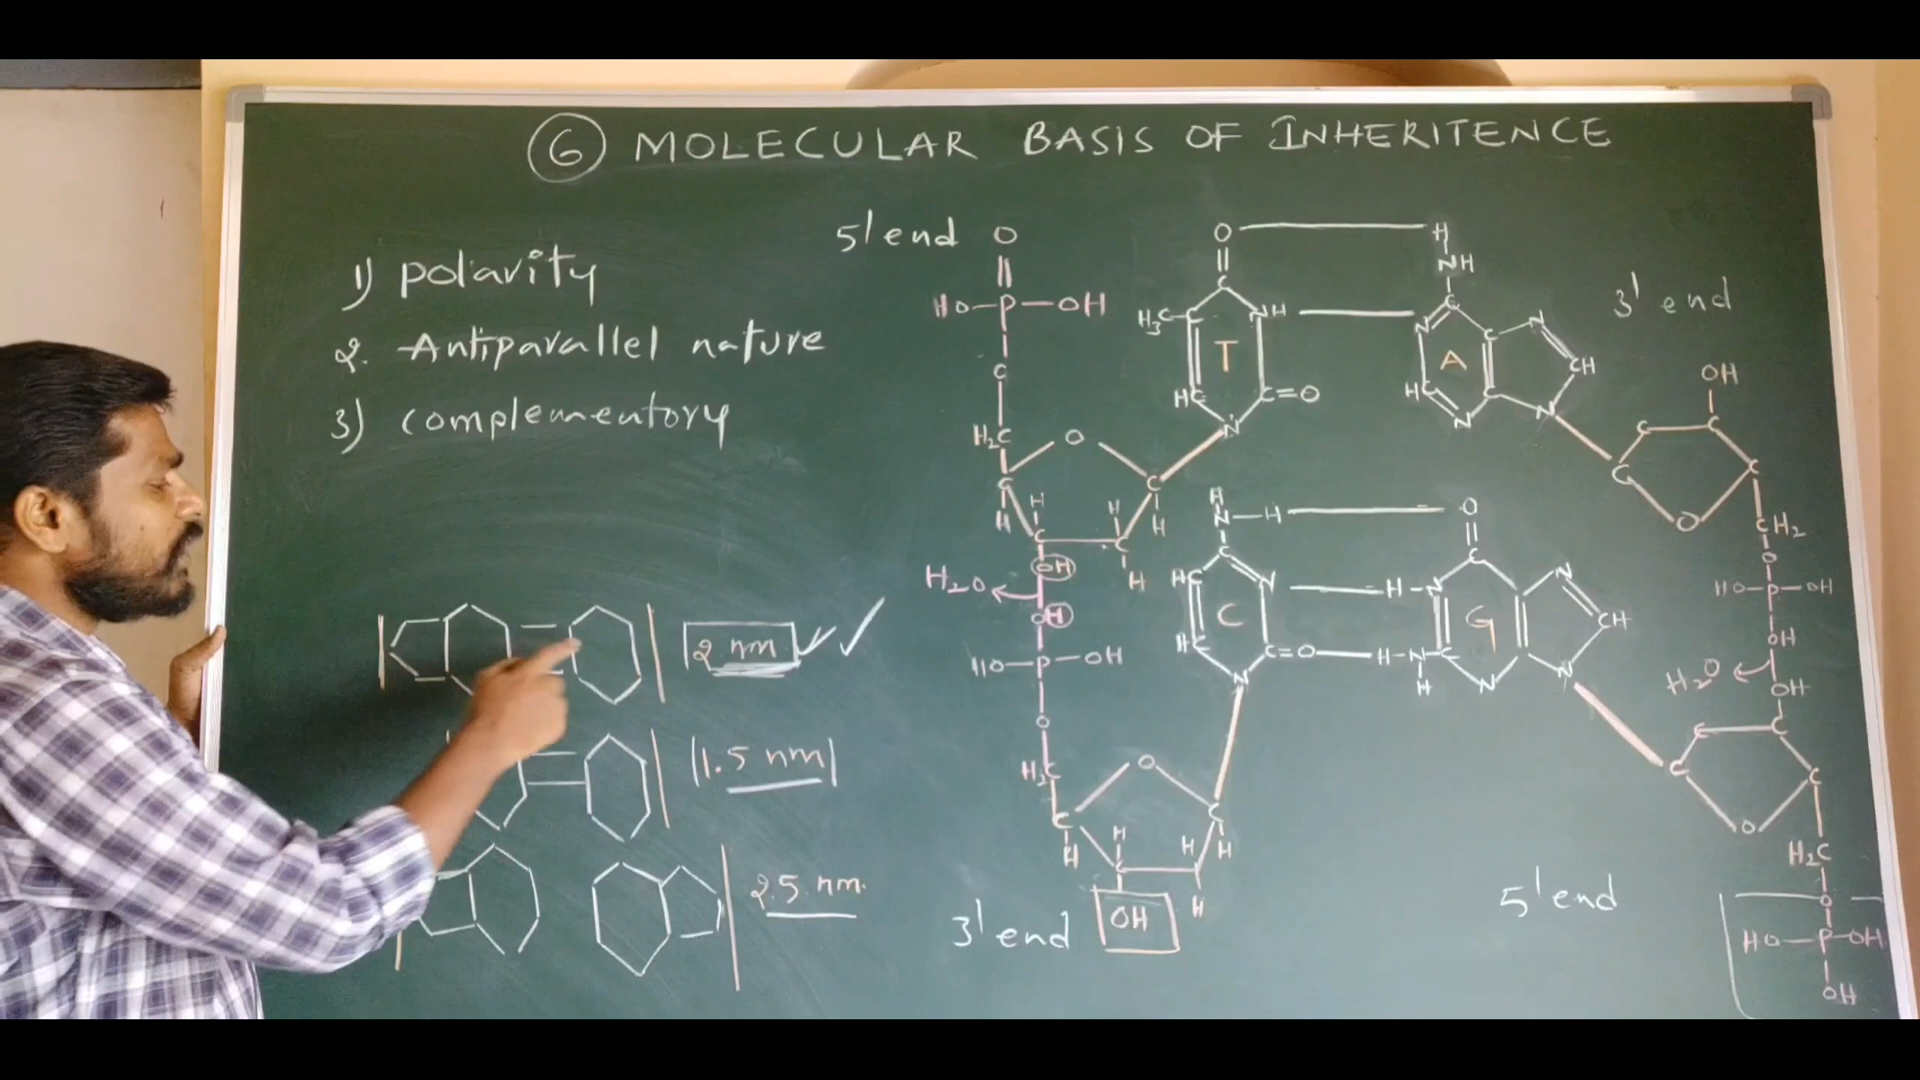 6 MOLECULAR BASIS OF INHERITENCE
1) polarity
2. Antiparallel nature
3) complementory
2 nm
1.5 nm
2.5 nm.
5' end O
HO-P-OH
C
H2C O
C C
H H H H
C C
OH H
H2O
OH
HO-P-OH
O
H2C O
C C
H H H H
C
3' end OH H
O H
NH
H3C NH N C N
T A CH
HC C=O HC N N
N
H
N-H O
C C
HC N H-N N
C G CH
HC C=O H-N C N N
N H
3' end
OH
C C
C C
O CH2
O
HO-P-OH
OH
H2O
OH
C C
C C
O
H2C
5' end O
HO-P-OH
OH